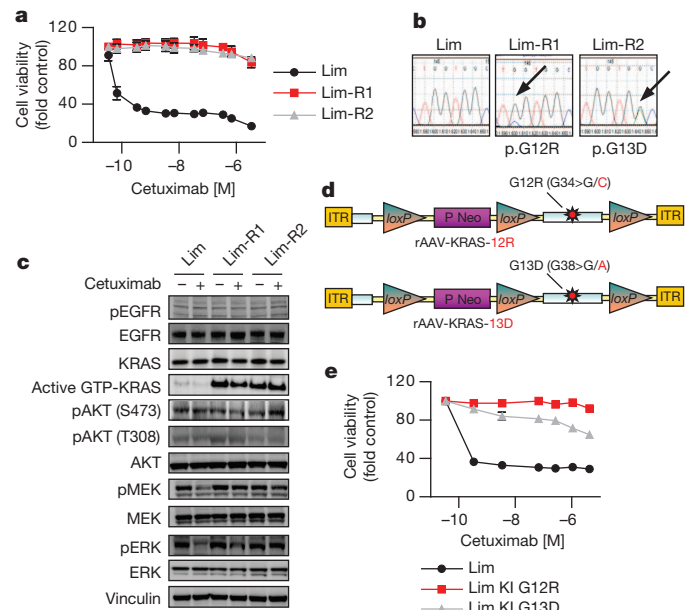 a
120
80
40
0
Cell viability
(fold control)
−10
−8
−6
Cetuximab [M]
Lim
Lim-R1
Lim-R2
b
Lim
Lim-R1
Lim-R2
p.G12R
p.G13D
c
Lim
Lim-R1
Lim-R2
Cetuximab
− + − + − +
pEGFR
EGFR
KRAS
Active GTP-KRAS
pAKT (S473)
pAKT (T308)
AKT
pMEK
MEK
pERK
ERK
Vinculin
d
G12R (G34>G/C)
ITR loxP P Neo loxP loxP ITR
rAAV-KRAS-12R
G13D (G38>G/A)
ITR loxP P Neo loxP loxP ITR
rAAV-KRAS-13D
e
120
80
40
0
Cell viability
(fold control)
−10
−8
−6
Cetuximab [M]
Lim
Lim KI G12R
Lim KI G13D